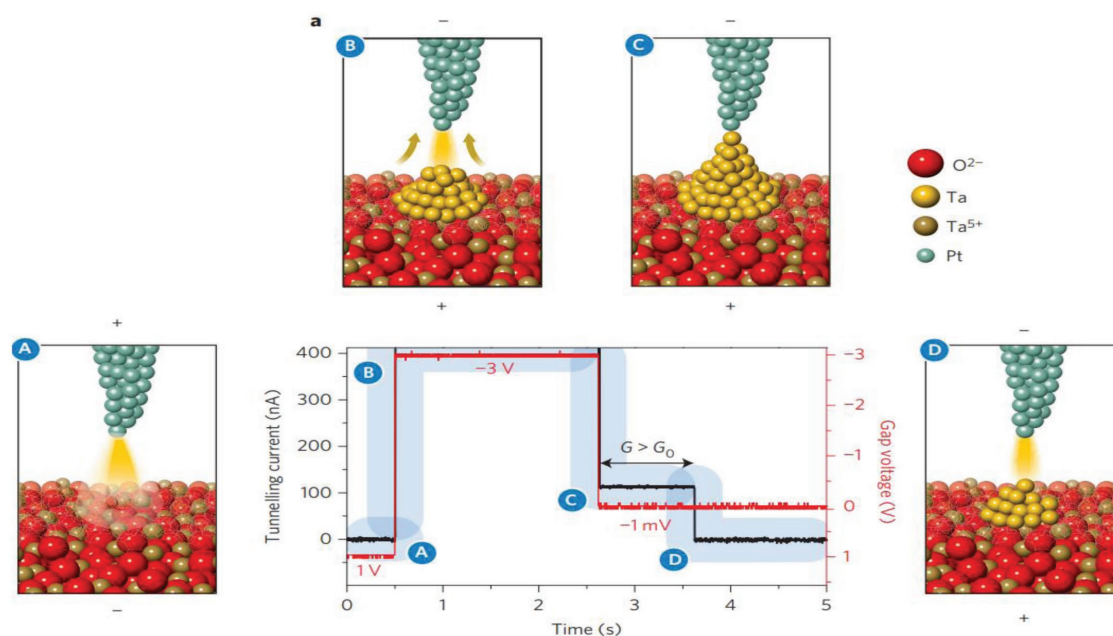 a
−
−
B
C
O²⁻
Ta
Ta⁵⁺
Pt
+
+
+
−
A
D
400
300
200
100
0
Tunnelling current (nA)
B
−3 V
G > G₀
C
−1 mV
A
D
1 V
−3
−2
−1
0
1
Gap voltage (V)
0 1 2 3 4 5
Time (s)
−
+